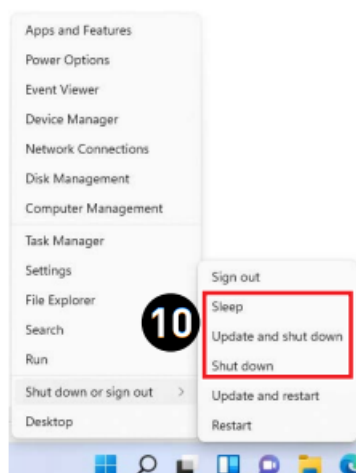 Apps and Features
Power Options
Event Viewer
Device Manager
Network Connections
Disk Management
Computer Management
Task Manager
Settings
File Explorer
Search
Run
Shut down or sign out >
Desktop
10
Sign out
Sleep
Update and shut down
Shut down
Update and restart
Restart